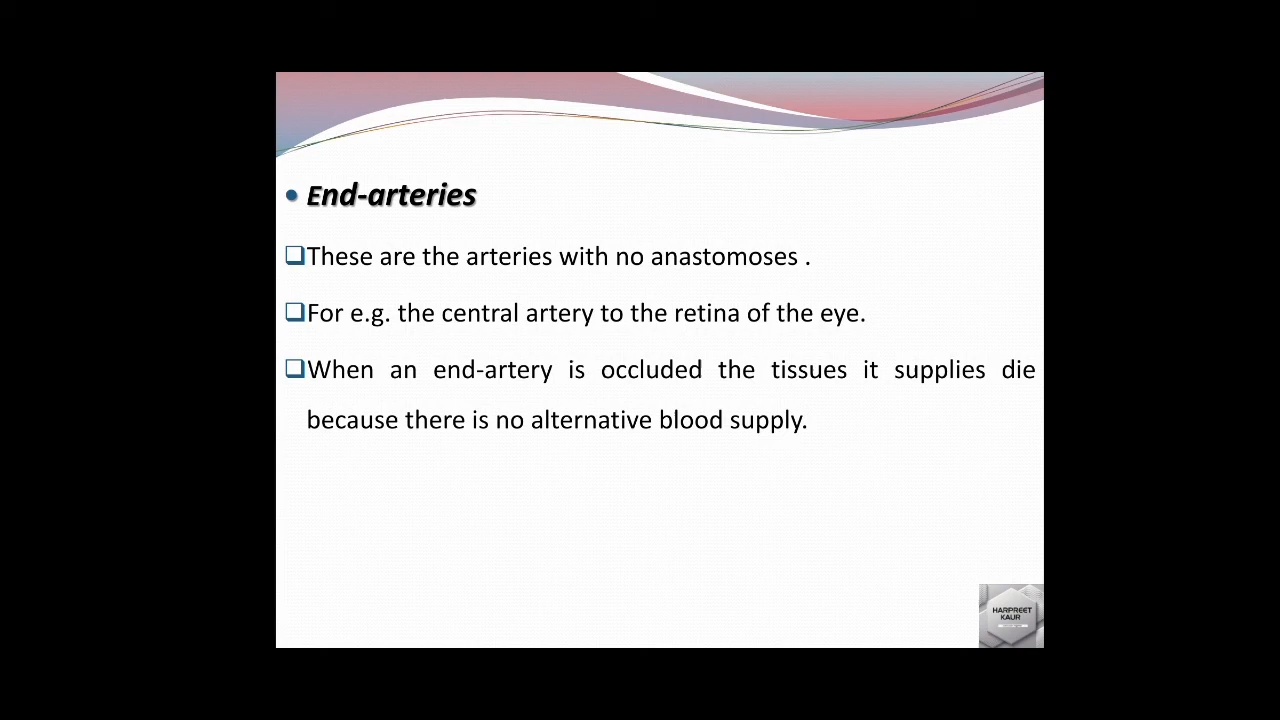 • End-arteries
❑These are the arteries with no anastomoses .
❑For e.g. the central artery to the retina of the eye.
❑When an end-artery is occluded the tissues it supplies die
because there is no alternative blood supply.
HARPREET
KAUR